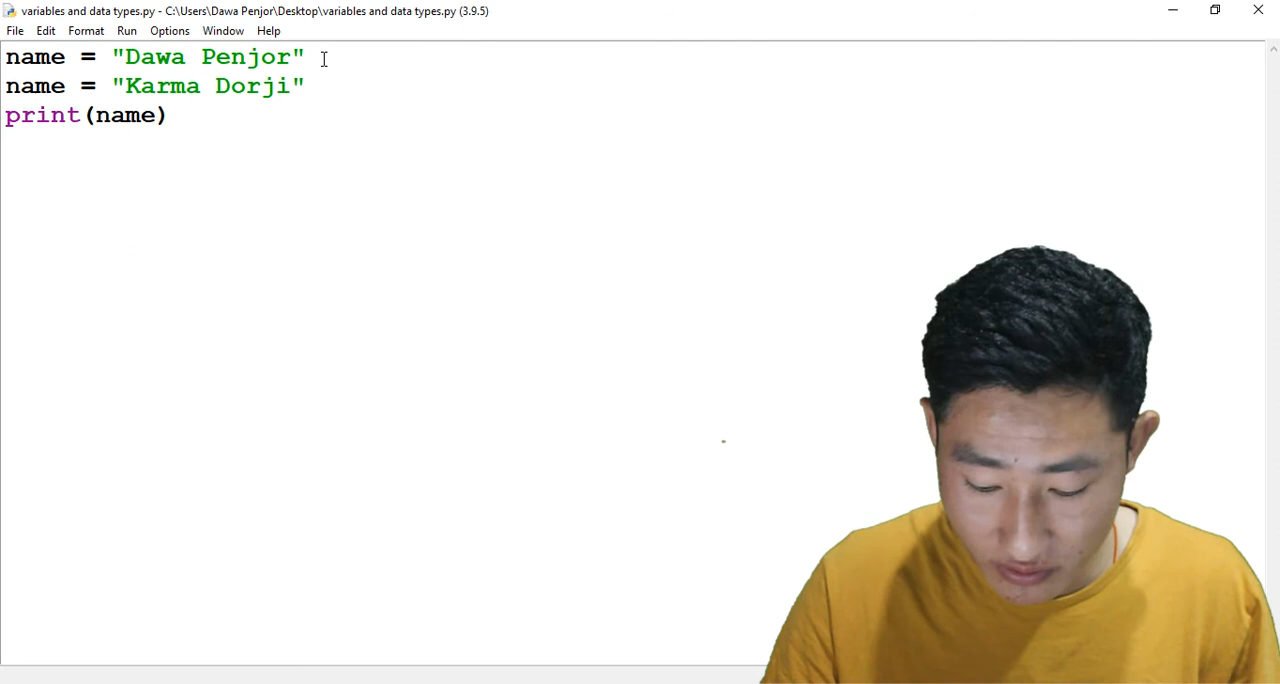 variables and data types.py - C:\Users\Dawa Penjor\Desktop\variables and data types.py (3.9.5)
File Edit Format Run Options Window Help
name = "Dawa Penjor"
name = "Karma Dorji"
print(name)